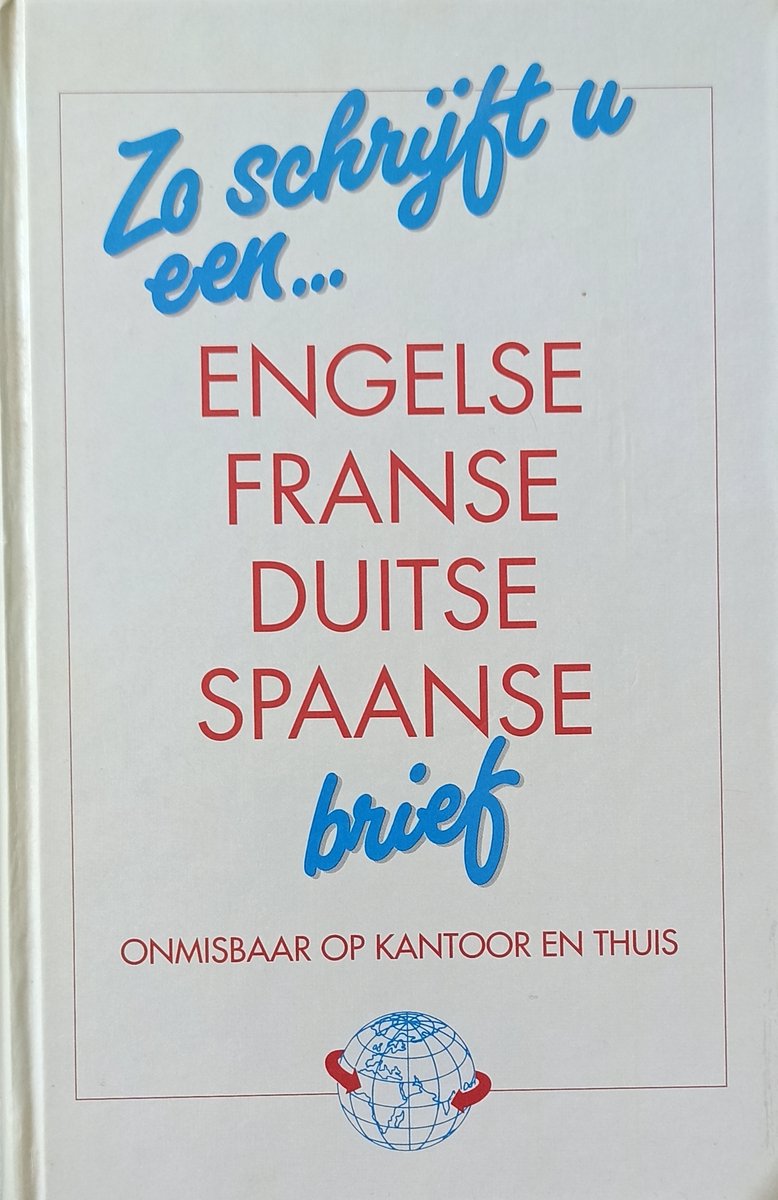 Zo schrijft u
een...
ENGELSE
FRANSE
DUITSE
SPAANSE
brief
ONMISBAAR OP KANTOOR EN THUIS